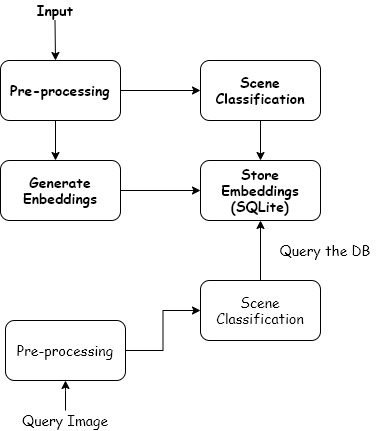 Input
Pre-processing
Scene
Classification
Generate
Enbeddings
Store
Embeddings
(SQLite)
Query the DB
Scene
Classification
Pre-processing
Query Image